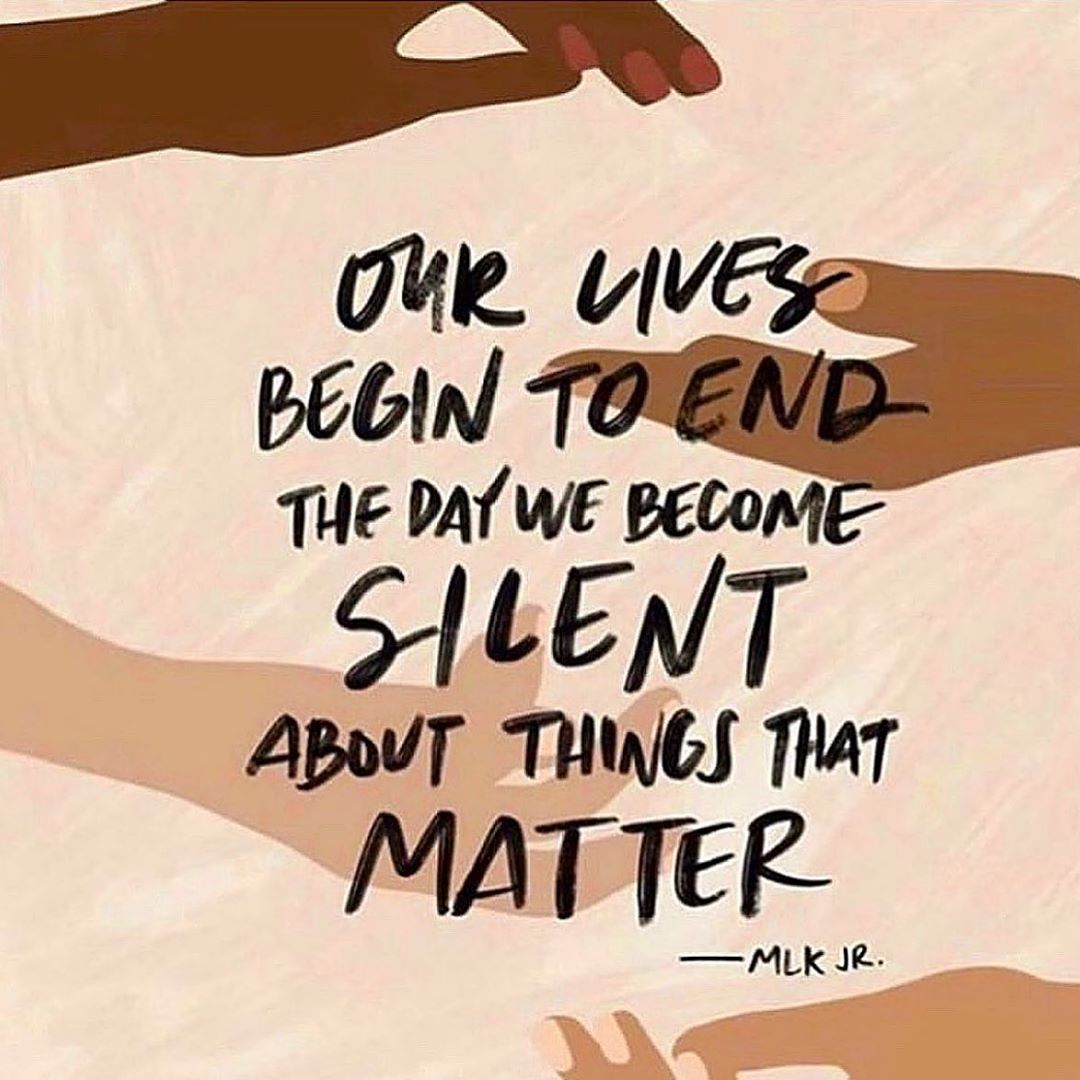 OUR LIVES
BEGIN TO END
THE DAY WE BECOME
SILENT
ABOUT THINGS THAT
MATTER
—MLK JR.